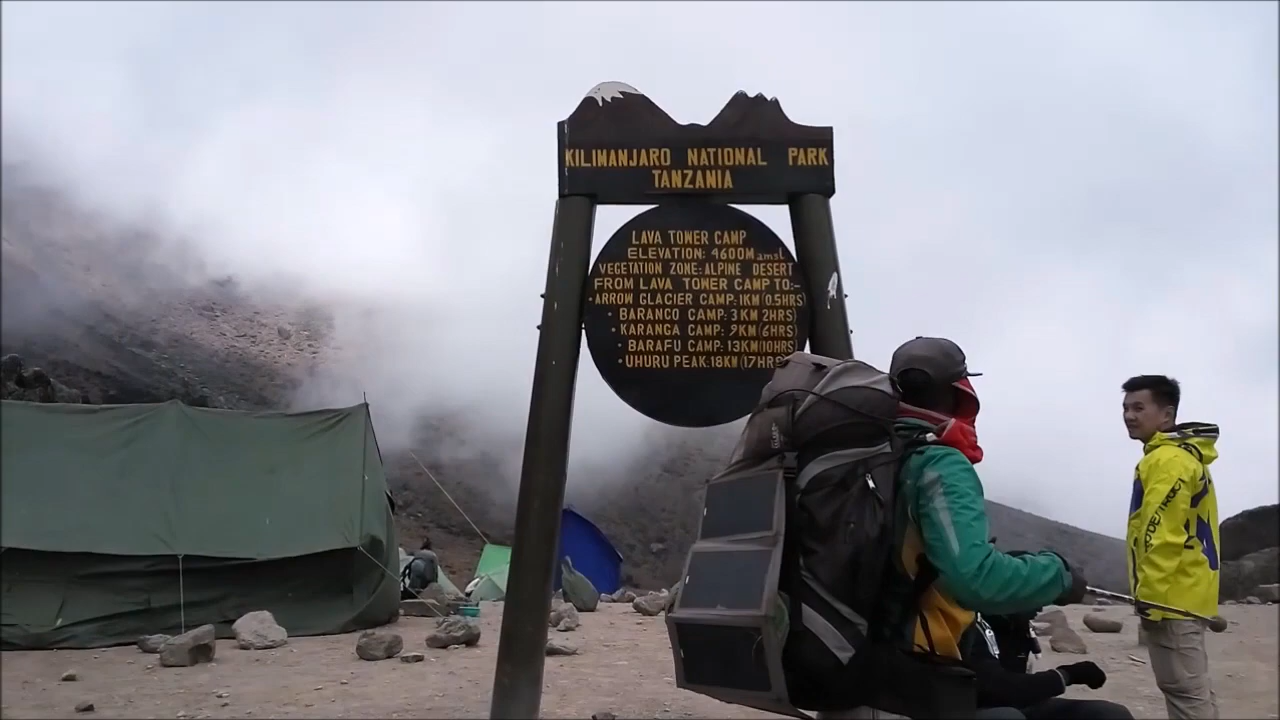 KILIMANJARO NATIONAL PARK
TANZANIA
LAVA TOWER CAMP
ELEVATION: 4600M amsl
VEGETATION ZONE: ALPINE DESERT
FROM LAVA TOWER CAMP TO:-
• ARROW GLACIER CAMP: 1KM (0.5HRS)
• BARANCO CAMP: 3KM 2HRS)
• KARANGA CAMP: 9KM (6HRS)
• BARAFU CAMP: 13KM (10HRS)
• UHURU PEAK: 18KM (17HRS